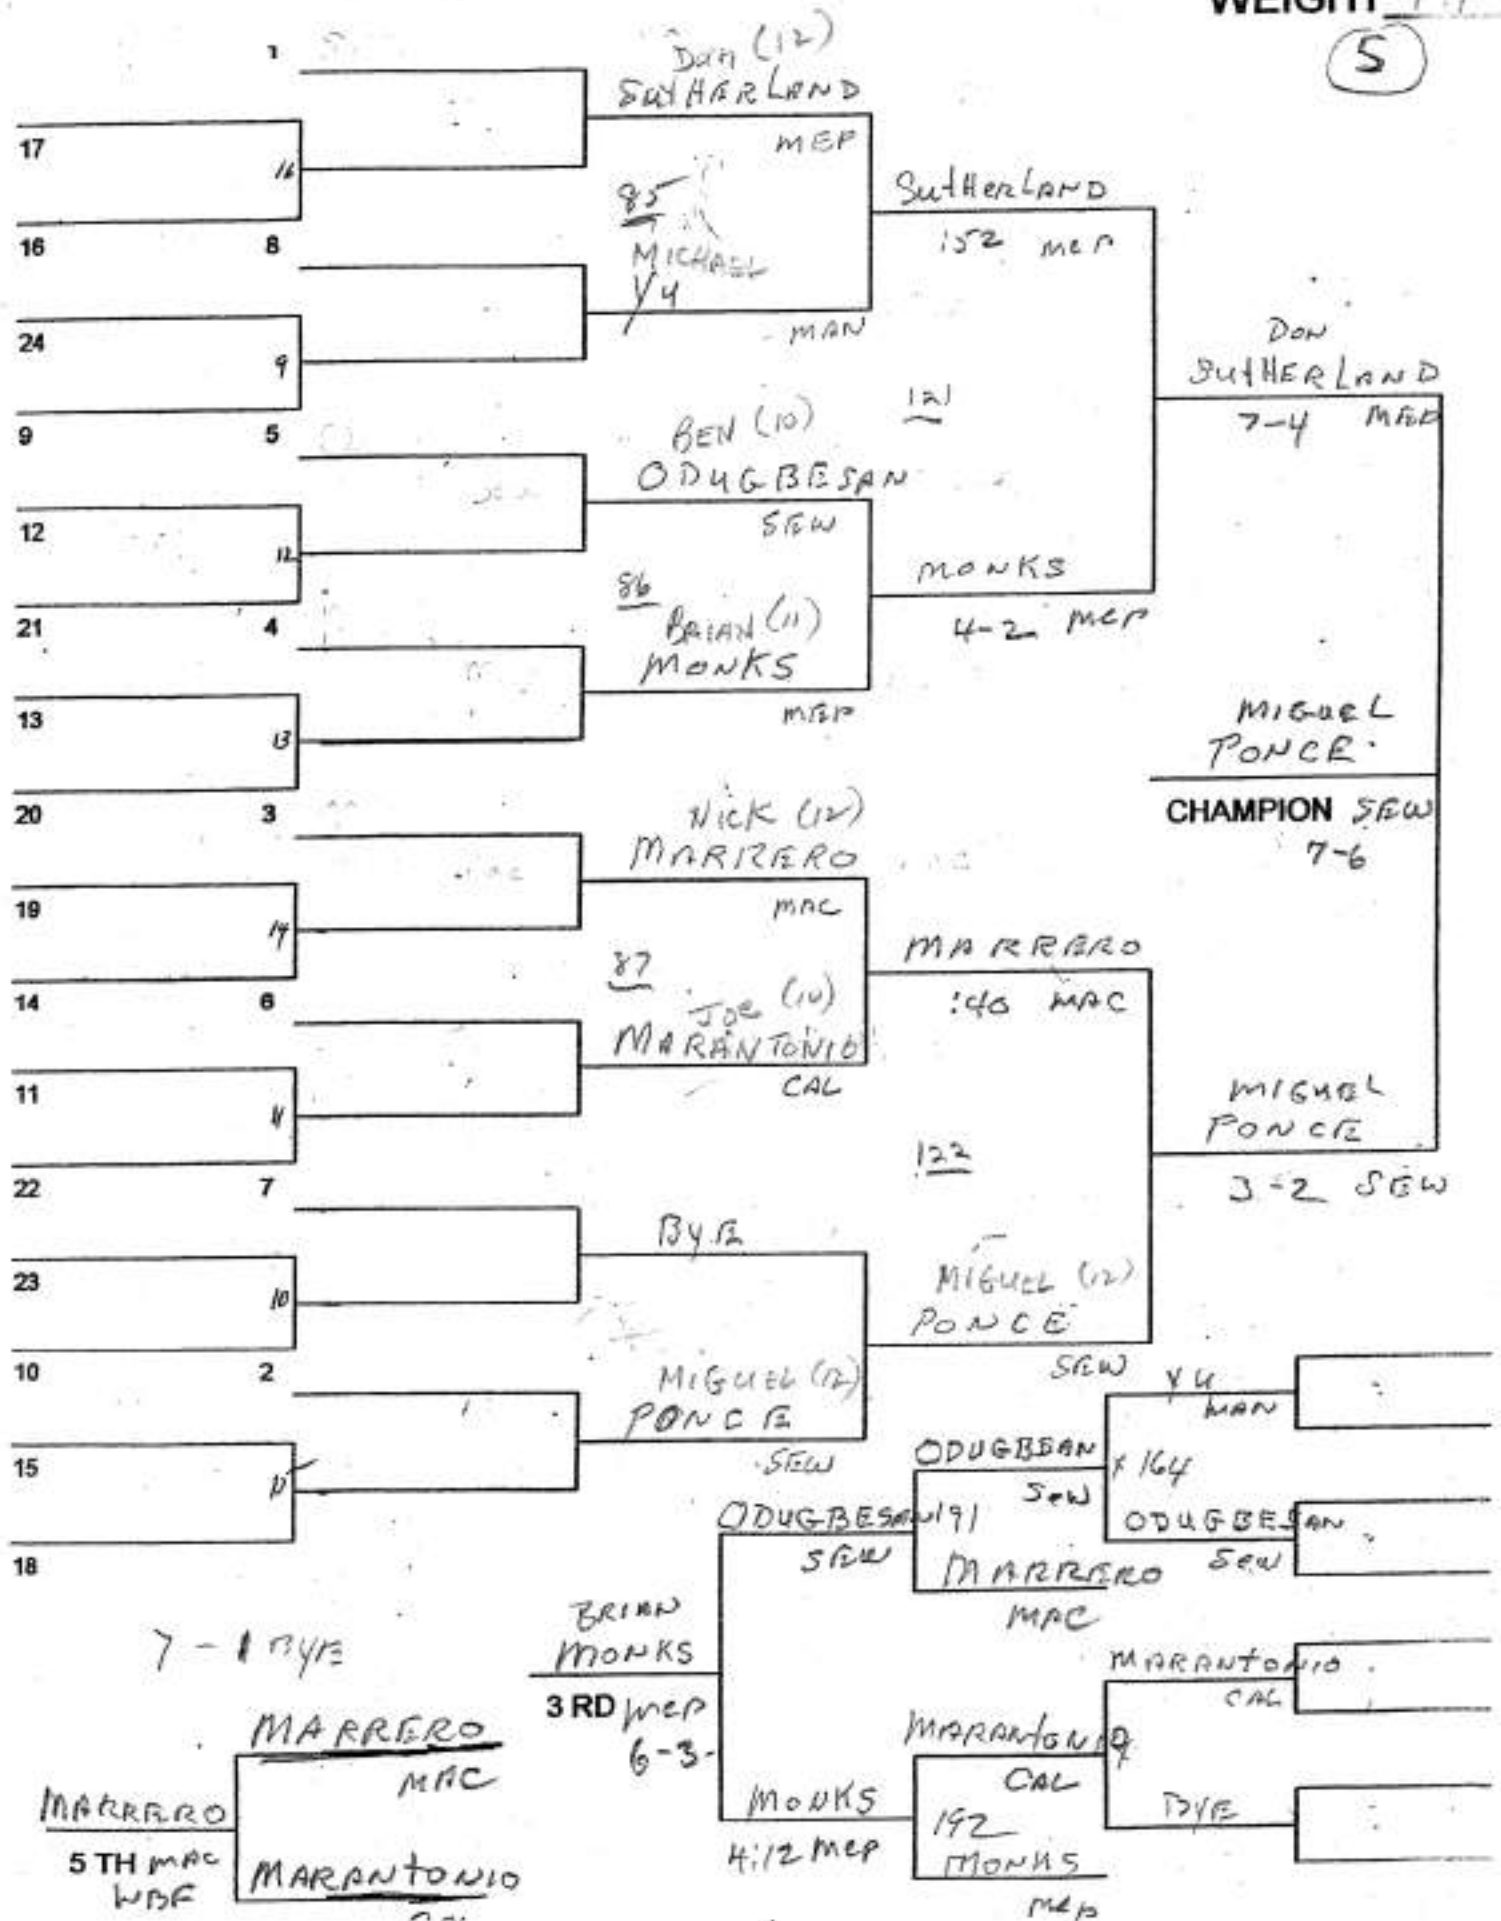 WEIGHT
5
1
17
16
16
8
24
9
9
5
12
12
21
4
13
13
20
3
19
14
14
6
11
11
22
7
23
10
10
2
15
18
Don (12)
SUTHERLAND
MEP
85
MICHAEL
YU
MAN
BEN (10)
ODUGBESAN
SEW
86
BRIAN (11)
MONKS
MEP
NICK (12)
MARRERO
MAC
87
JOE (10)
MARANTONIO
CAL
BYE
MIGUEL (12)
PONCE
SEW
SUTHERLAND
:52 MEP
121
MONKS
4-2 MEP
MARRERO
:40 MAC
122
MIGUEL (12)
PONCE
SEW
DON
SUTHERLAND
7-4 MEP
MIGUEL
PONCE
CHAMPION SEW
7-6
MIGUEL
PONCE
3-2 SEW
YU
MAN
164
ODUGBESAN
SEW
ODUGBEAN
SEW
191
MARRERO
MAC
ODUGBESAN
SEW
BRIAN
MONKS
3 RD MEP
6-3
MARANTONIO
CAL
BYE
MARANTONIO
CAL
192
MONKS
MEP
MONKS
4:12 MEP
7-1 BYE
MARRERO
MAC
MARRERO
5 TH MAC
WBF
MARANTONIO